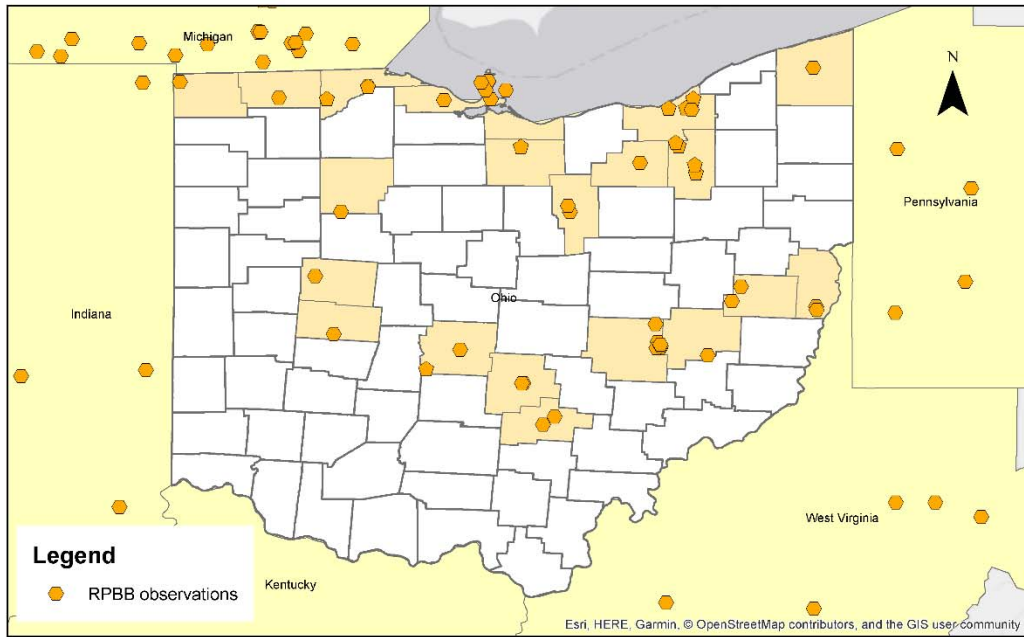 Michigan
N
Pennsylvania
Ohio
Indiana
West Virginia
Legend
RPBB observations
Kentucky
Esri, HERE, Garmin, © OpenStreetMap contributors, and the GIS user community